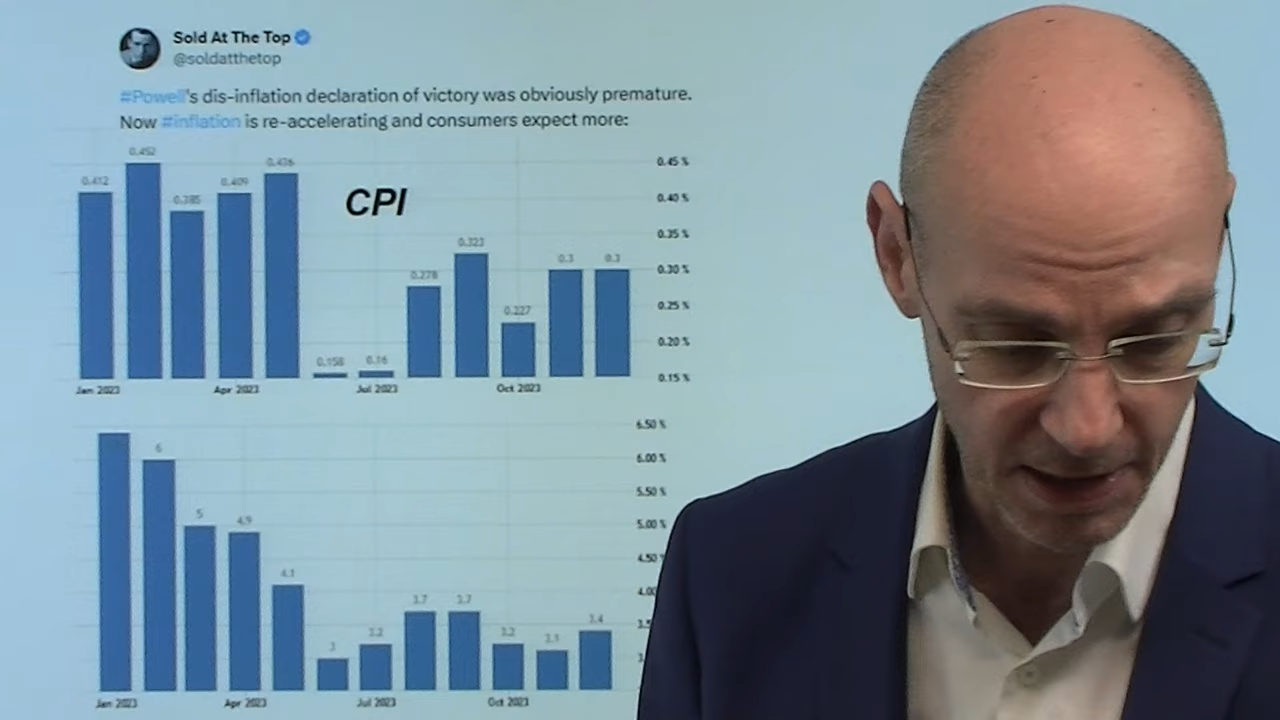 Sold At The Top
@soldatthetop
#Powell's dis-inflation declaration of victory was obviously premature.
Now #inflation is re-accelerating and consumers expect more:
CPI
0.412
0.452
0.385
0.409
0.436
0.158
0.16
0.278
0.323
0.227
0.3
0.3
0.45 %
0.40 %
0.35 %
0.30 %
0.25 %
0.20 %
0.15 %
Jan 2023
Apr 2023
Jul 2023
Oct 2023
6
5
4.9
4.1
3
3.2
3.7
3.7
3.2
3.1
3.4
6.50 %
6.00 %
5.50 %
5.00 %
4.50
4.00
Jan 2023
Apr 2023
Jul 2023
Oct 2023